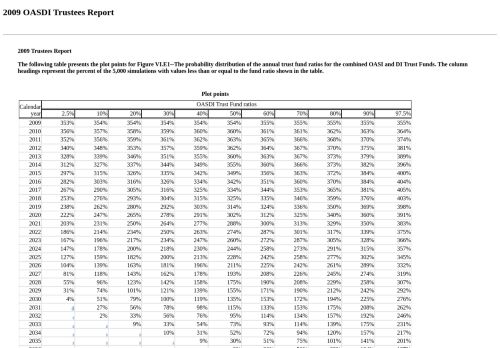 2009 OASDI Trustees Report
2009 Trustees Report
The following table presents the plot points for Figure VI.E1--The probability distribution of the annual trust fund ratios for the combined OASI and DI Trust Funds. The column
headings represent the percent of the 5,000 simulations with values less than or equal to the fund ratio shown in the table.
Plot points
Calendar OASDI Trust Fund ratios
year 2.5% 10% 20% 30% 40% 50% 60% 70% 80% 90% 97.5%
2009 353% 354% 354% 354% 354% 354% 355% 355% 355% 355% 355%
2010 356% 357% 358% 359% 360% 360% 361% 361% 362% 363% 364%
2011 352% 356% 359% 361% 362% 363% 365% 366% 368% 370% 374%
2012 340% 348% 353% 357% 359% 362% 364% 367% 370% 375% 381%
2013 328% 339% 346% 351% 355% 360% 363% 367% 373% 379% 389%
2014 312% 327% 337% 344% 349% 355% 360% 366% 373% 382% 396%
2015 297% 315% 326% 335% 342% 349% 356% 363% 372% 384% 400%
2016 282% 303% 316% 326% 334% 342% 351% 360% 370% 384% 404%
2017 267% 290% 305% 316% 325% 334% 344% 353% 365% 381% 405%
2018 253% 276% 293% 304% 315% 325% 335% 346% 359% 376% 403%
2019 238% 262% 280% 292% 303% 314% 324% 336% 350% 369% 398%
2020 222% 247% 265% 278% 291% 302% 312% 325% 340% 360% 391%
2021 203% 231% 250% 264% 277% 288% 300% 313% 329% 350% 383%
2022 186% 214% 234% 250% 263% 274% 287% 301% 317% 339% 375%
2023 167% 196% 217% 234% 247% 260% 272% 287% 305% 328% 366%
2024 147% 178% 200% 218% 230% 244% 258% 273% 291% 315% 357%
2025 127% 159% 182% 200% 213% 228% 242% 258% 277% 302% 345%
2026 104% 139% 163% 181% 196% 211% 225% 242% 261% 289% 332%
2027 81% 118% 143% 162% 178% 193% 208% 226% 245% 274% 319%
2028 55% 96% 123% 142% 158% 175% 190% 208% 229% 258% 307%
2029 31% 74% 101% 121% 139% 155% 171% 190% 212% 242% 292%
2030 4% 51% 79% 100% 119% 135% 153% 172% 194% 225% 276%
2031 27% 56% 78% 98% 115% 133% 153% 175% 208% 262%
2032 2% 33% 56% 76% 95% 114% 134% 157% 192% 246%
2033 9% 33% 54% 73% 93% 114% 139% 175% 231%
2034 10% 31% 52% 72% 94% 120% 157% 217%
2035 9% 30% 51% 75% 101% 141% 201%